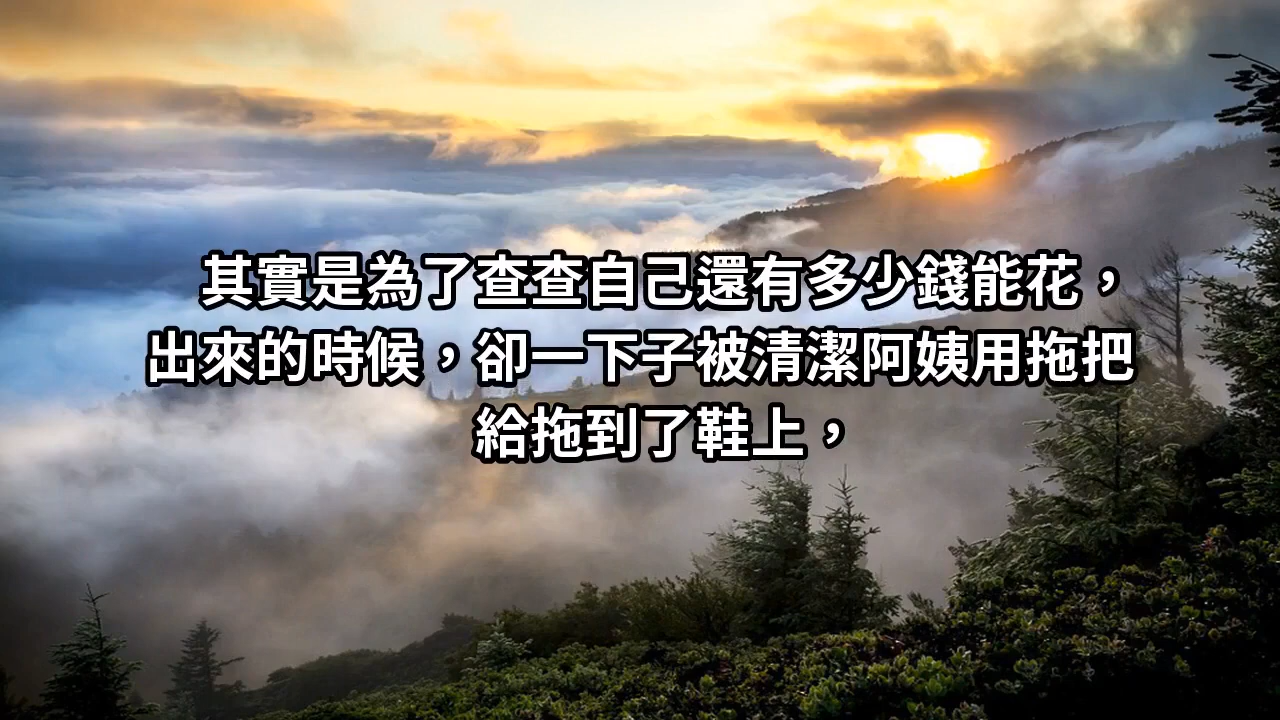 其實是為了查查自己還有多少錢能花，
出來的時候，卻一下子被清潔阿姨用拖把
給拖到了鞋上，